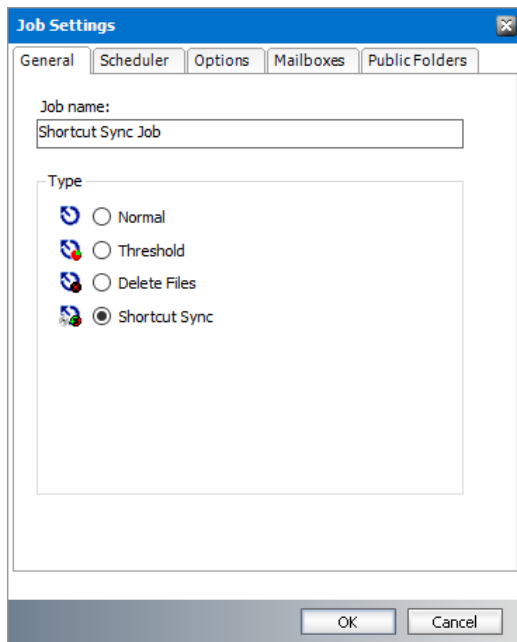 Job Settings
General Scheduler Options Mailboxes Public Folders
Job name:
Shortcut Sync Job
Type
Normal
Threshold
Delete Files
Shortcut Sync
OK Cancel